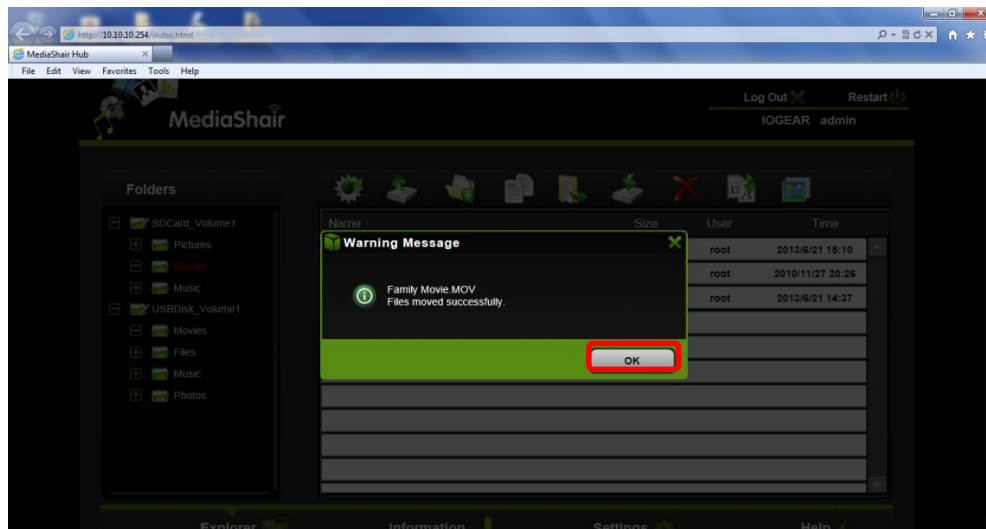 http://10.10.10.254/index.html
MediaShair Hub
File Edit View Favorites Tools Help
MediaShair
Log Out Restart
IOGEAR admin
Folders
SDCard_Volume1
Pictures
Movies
Music
USBDisk_Volume1
Movies
Files
Music
Photos
Name Size User Time
root 2013/6/21 15:10
root 2010/11/27 20:26
root 2013/6/21 14:37
Warning Message
Family Movie.MOV
Files moved successfully.
OK
Explorer Information Settings Help